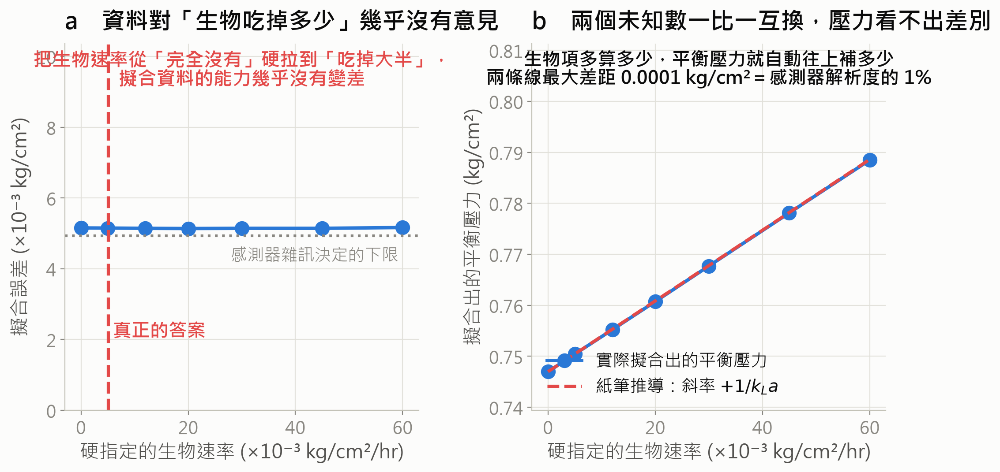 a 資料對「生物吃掉多少」幾乎沒有意見
把生物速率從「完全沒有」硬拉到「吃掉大半」，
擬合資料的能力幾乎沒有變差
擬合誤差 (×10⁻³ kg/cm²)
10
8
6
4
2
0
感測器雜訊決定的下限
真正的答案
0 20 40 60
硬指定的生物速率 (×10⁻³ kg/cm²/hr)
b 兩個未知數一比一互換，壓力看不出差別
生物項多算多少，平衡壓力就自動往上補多少
兩條線最大差距 0.0001 kg/cm² = 感測器解析度的 1%
擬合出的平衡壓力 (kg/cm²)
0.81
0.80
0.79
0.78
0.77
0.76
0.75
0.74
實際擬合出的平衡壓力
紙筆推導：斜率 +1/k_La
0 20 40 60
硬指定的生物速率 (×10⁻³ kg/cm²/hr)